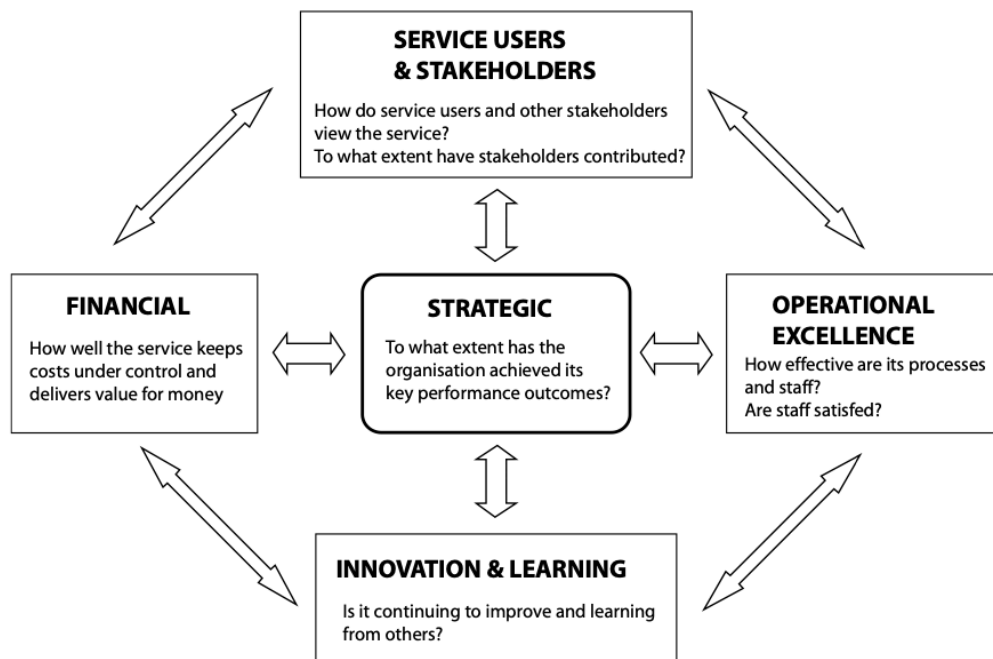 SERVICE USERS
& STAKEHOLDERS
How do service users and other stakeholders
view the service?
To what extent have stakeholders contributed?
FINANCIAL
How well the service keeps
costs under control and
delivers value for money
STRATEGIC
To what extent has the
organisation achieved its
key performance outcomes?
OPERATIONAL
EXCELLENCE
How effective are its processes
and staff?
Are staff satisfied?
INNOVATION & LEARNING
Is it continuing to improve and learning
from others?